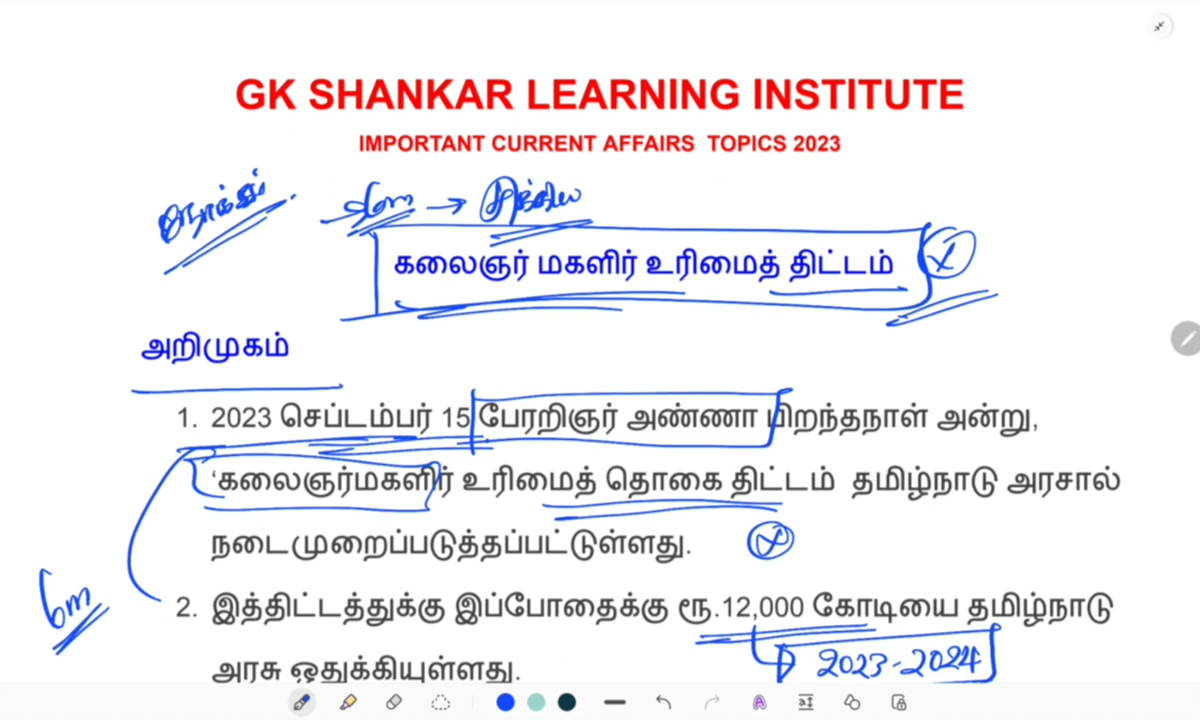 GK SHANKAR LEARNING INSTITUTE
IMPORTANT CURRENT AFFAIRS TOPICS 2023
கலைஞர் மகளிர் உரிமைத் திட்டம்
அறிமுகம்
1. 2023 செப்டம்பர் 15 பேரறிஞர் அண்ணா பிறந்தநாள் அன்று,
‘கலைஞர்மகளிர் உரிமைத் தொகை திட்டம் தமிழ்நாடு அரசால்
நடைமுறைப்படுத்தப்பட்டுள்ளது.
6m
2. இத்திட்டத்துக்கு இப்போதைக்கு ரூ.12,000 கோடியை தமிழ்நாடு
2023-2024
அரசு ஒதுக்கியுள்ளது.